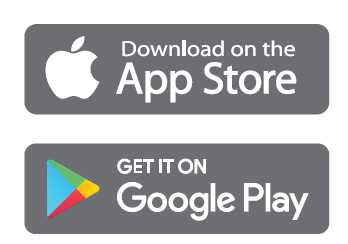 Download on the
App Store
GET IT ON
Google Play